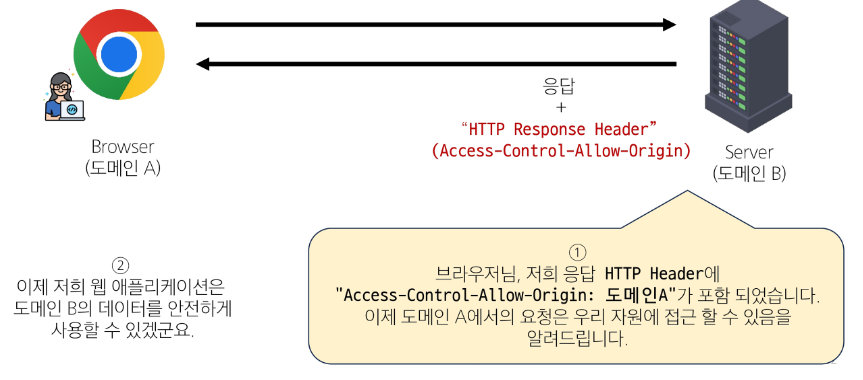 응답
+
“HTTP Response Header”
(Access-Control-Allow-Origin)
Browser
(도메인 A)
Server
(도메인 B)
①
브라우저님, 저희 응답 HTTP Header에
"Access-Control-Allow-Origin: 도메인A"가 포함 되었습니다.
이제 도메인 A에서의 요청은 우리 자원에 접근 할 수 있음을
알려드립니다.
②
이제 저희 웹 애플리케이션은
도메인 B의 데이터를 안전하게
사용할 수 있겠군요.